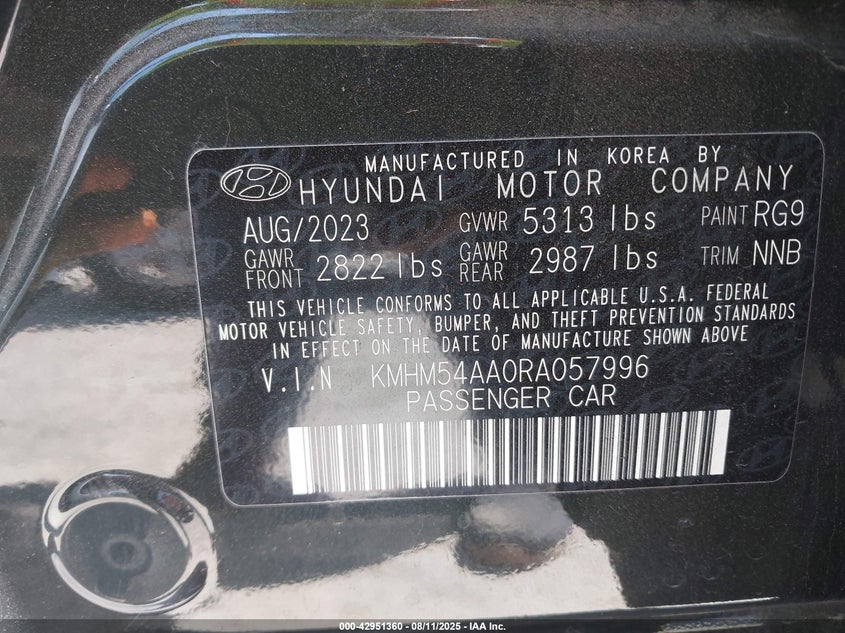 MANUFACTURED IN KOREA BY
HYUNDAI MOTOR COMPANY
AUG/2023 GVWR 5313 lbs PAINT RG9
GAWR FRONT 2822 lbs GAWR REAR 2987 lbs TRIM NNB
THIS VEHICLE CONFORMS TO ALL APPLICABLE U.S.A. FEDERAL
MOTOR VEHICLE SAFETY, BUMPER, AND THEFT PREVENTION STANDARDS
IN EFFECT ON THE DATE OF MANUFACTURE SHOWN ABOVE
V.I.N KMHM54AA0RA057996
PASSENGER CAR
000-42951360 - 08/11/2025 - IAA Inc.